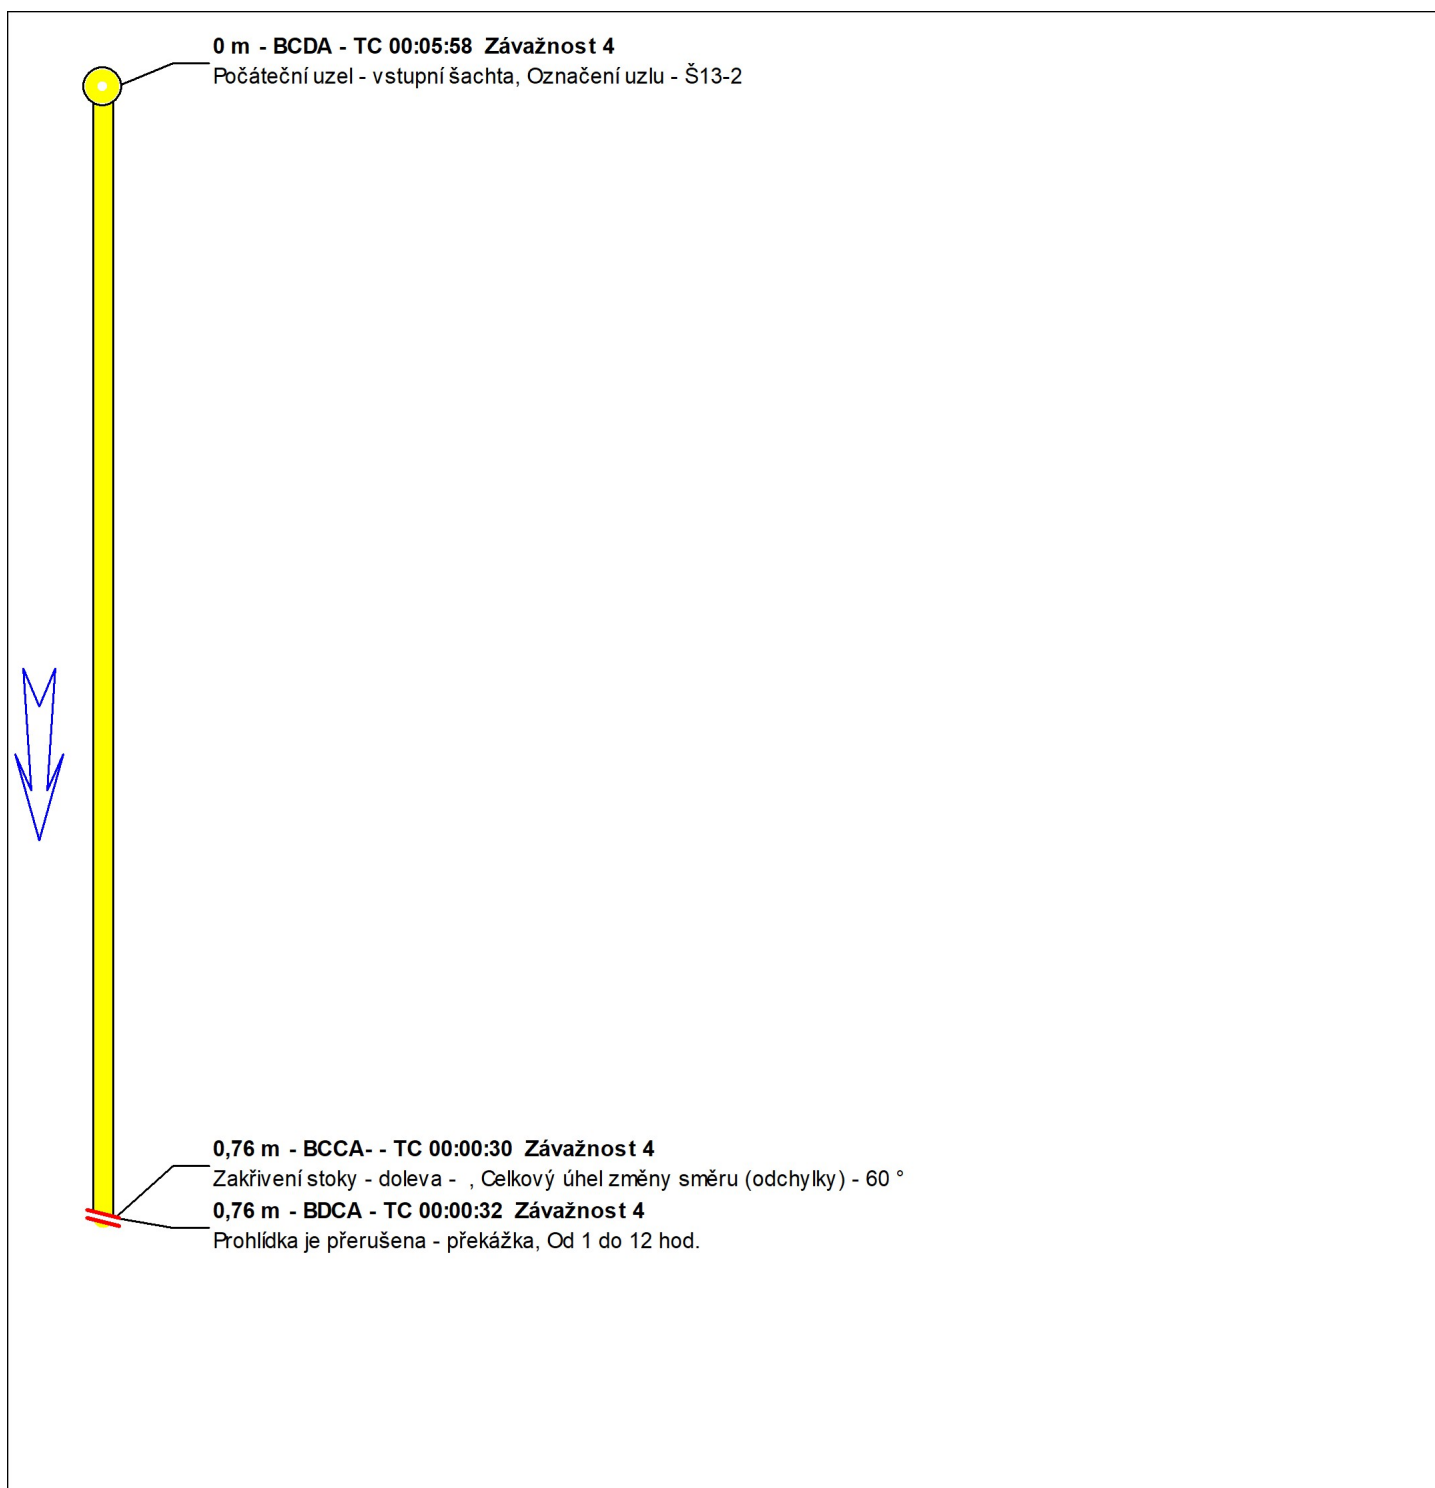 0 m - BCDA - TC 00:05:58 Závažnost 4
Počáteční uzel - vstupní šachta, Označení uzlu - Š13-2
0,76 m - BCCA- - TC 00:00:30 Závažnost 4
Zakřivení stoky - doleva - , Celkový úhel změny směru (odchylky) - 60 °
0,76 m - BDCA - TC 00:00:32 Závažnost 4
Prohlídka je přerušena - překážka, Od 1 do 12 hod.